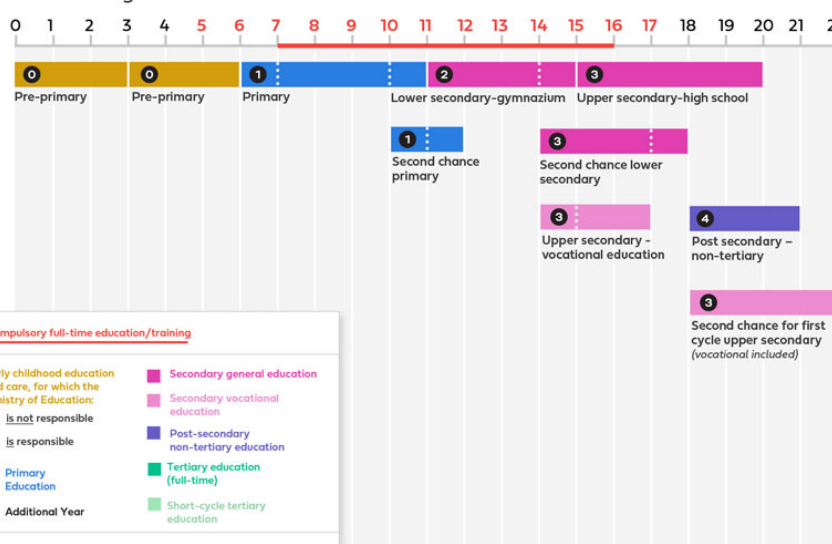 0 1 2 3 4 5 6 7 8 9 10 11 12 13 14 15 16 17 18 19 20 21
0 0 1 2 3
Pre-primary Pre-primary Primary Lower secondary-gymnazium Upper secondary-high school
1 3
Second chance
primary
Second chance lower
secondary
3 4
Upper secondary -
vocational education
Post secondary –
non-tertiary
3
Second chance for first
cycle upper secondary
(vocational included)
mpulsory full-time education/training
ly childhood education
d care, for which the
nistry of Education:
is not responsible
is responsible
Primary
Education
Additional Year
Secondary general education
Secondary vocational
education
Post-secondary
non-tertiary education
Tertiary education
(full-time)
Short-cycle tertiary
education